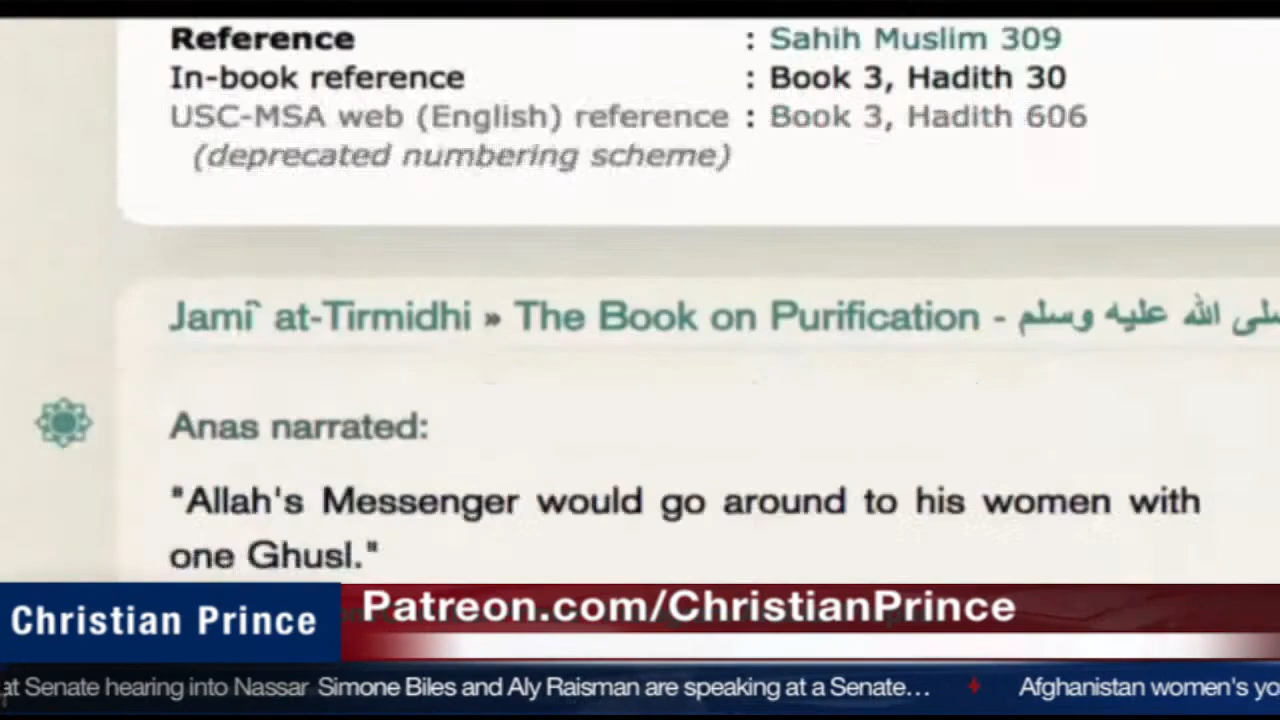 Reference : Sahih Muslim 309
In-book reference : Book 3, Hadith 30
USC-MSA web (English) reference : Book 3, Hadith 606
(deprecated numbering scheme)
Jami` at-Tirmidhi » The Book on Purification - صلى الله عليه وسلم
Anas narrated:
"Allah's Messenger would go around to his women with
one Ghusl."
Christian Prince
Patreon.com/ChristianPrince
at Senate hearing into Nassar Simone Biles and Aly Raisman are speaking at a Senate... Afghanistan women's yo